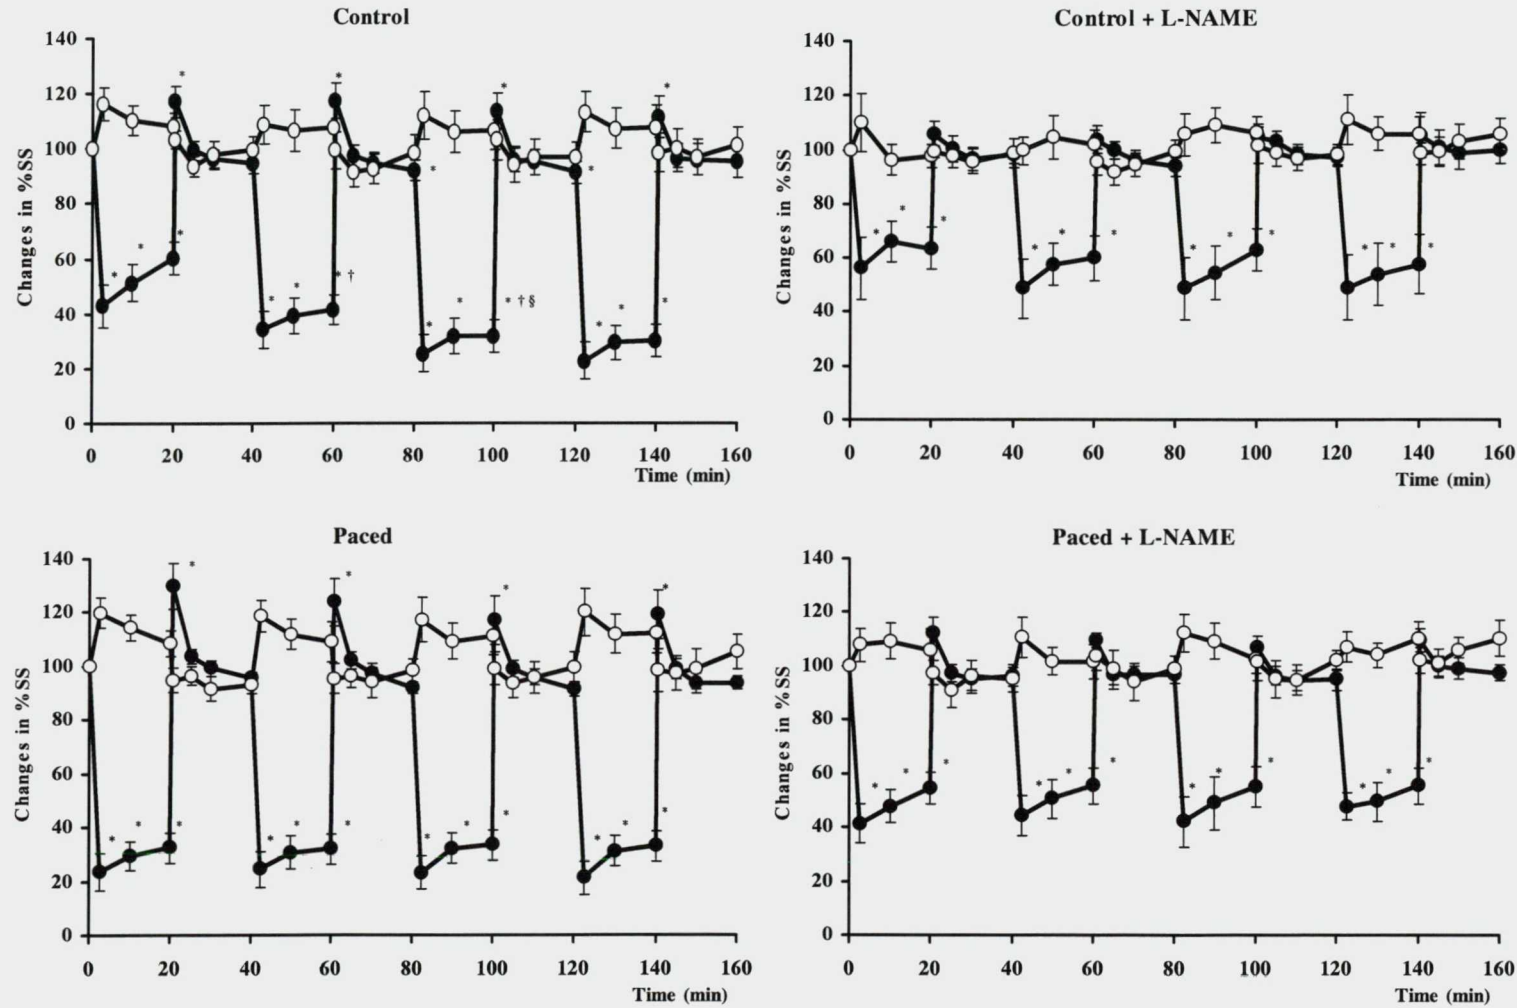 Control
Changes in %SS
140
120
100
80
60
40
20
0
* * * *
* *
* * * * *† * * *†§ * * *
0 20 40 60 80 100 120 140 160
Time (min)
Control + L-NAME
Changes in %SS
140
120
100
80
60
40
20
0
* * * * * * * * * * * *
0 20 40 60 80 100 120 140 160
Time (min)
Paced
Changes in %SS
140
120
100
80
60
40
20
0
* * * *
* * * * * * * * * * * *
0 20 40 60 80 100 120 140 160
Time (min)
Paced + L-NAME
Changes in %SS
140
120
100
80
60
40
20
0
* * * * * * * * * * * *
0 20 40 60 80 100 120 140 160
Time (min)